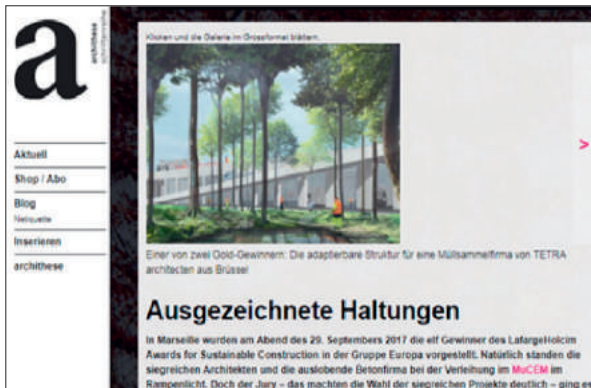 a
archithese
schriftenreihe
Aktuell
Shop / Abo
Blog
Netiquette
Inserieren
archithese
Klicken und die Galerie im Grossformat blättern.
>
Einer von zwei Gold-Gewinnern: Die adaptierbare Struktur für eine Müllsammelfirma von TETRA
architecten aus Brüssel
Ausgezeichnete Haltungen
In Marseille wurden am Abend des 29. Septembers 2017 die elf Gewinner des LafargeHolcim
Awards for Sustainable Construction in der Gruppe Europa vorgestellt. Natürlich standen die
siegreichen Architekten und die auslobende Betonfirma bei der Verleihung im MuCEM im
Rampenlicht. Doch der Jury – das machten die Wahl der siegreichen Projekte deutlich – ging es